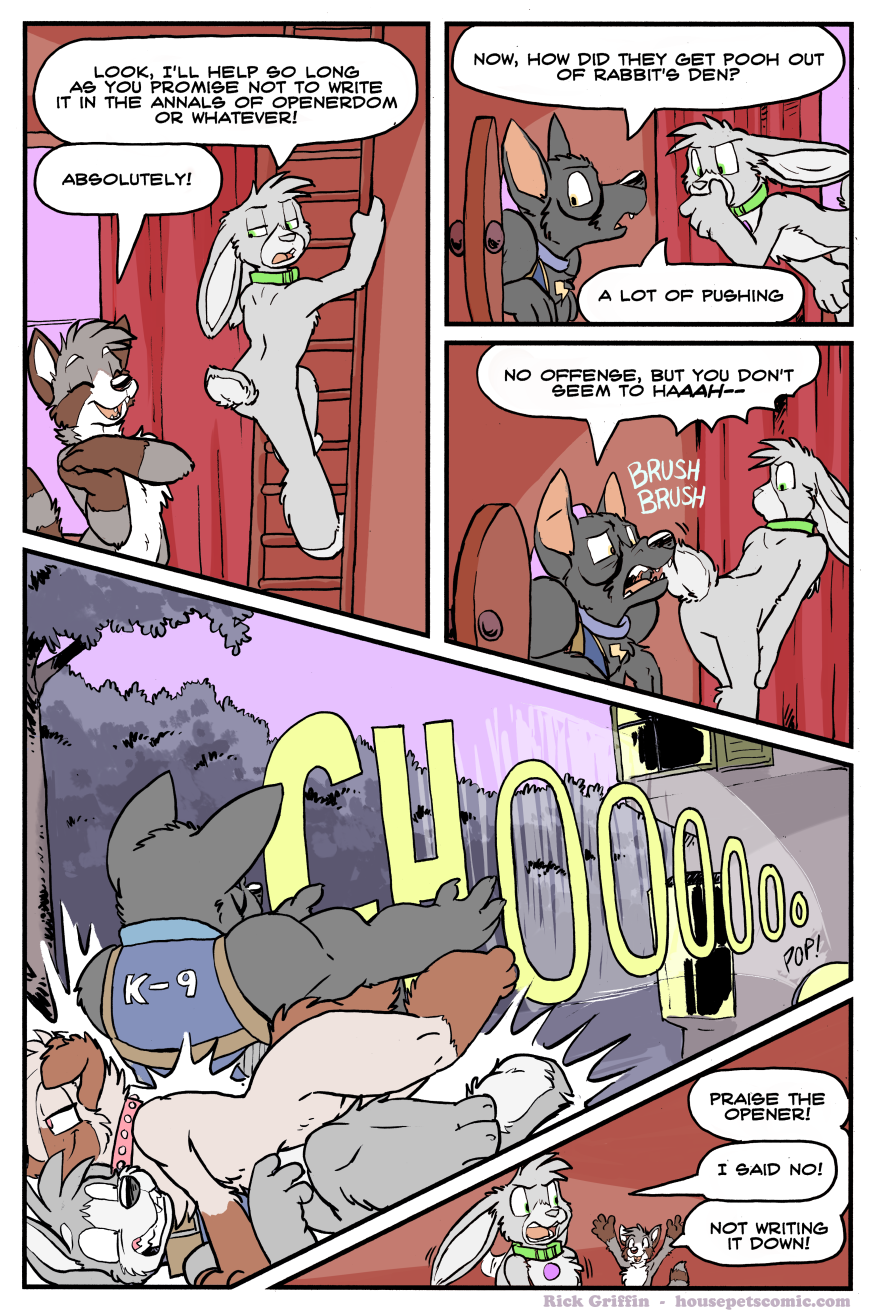 LOOK, I'LL HELP SO LONG
AS YOU PROMISE NOT TO WRITE
IT IN THE ANNALS OF OPENERDOM
OR WHATEVER!
ABSOLUTELY!
NOW, HOW DID THEY GET POOH OUT
OF RABBIT'S DEN?
A LOT OF PUSHING
NO OFFENSE, BUT YOU DON'T
SEEM TO HAAAH--
BRUSH
BRUSH
CHOOOOOOO
POP!
K-9
PRAISE THE
OPENER!
I SAID NO!
NOT WRITING
IT DOWN!
Rick Griffin - housepetscomic.com